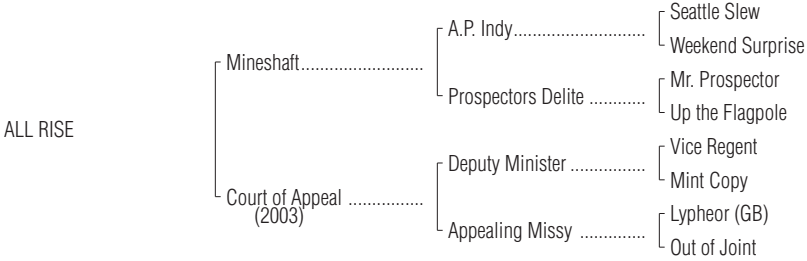 Seattle Slew
A.P. Indy..............................
Weekend Surprise
Mineshaft............................
Mr. Prospector
Prospectors Delite .............
Up the Flagpole
ALL RISE
Vice Regent
Deputy Minister .................
Mint Copy
Court of Appeal .................
(2003)
Lypheor (GB)
Appealing Missy ...............
Out of Joint